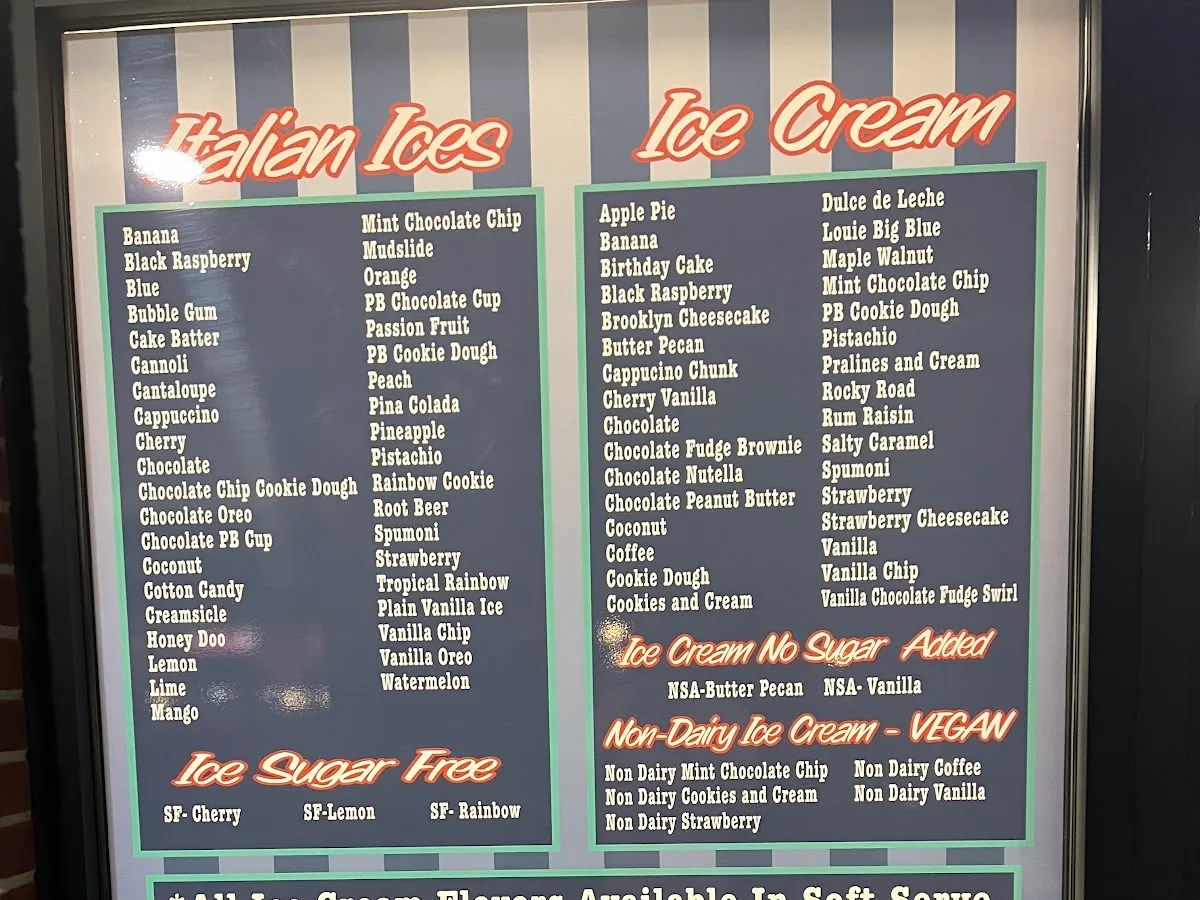 Italian Ices
Banana
Black Raspberry
Blue
Bubble Gum
Cake Batter
Cannoli
Cantaloupe
Cappuccino
Cherry
Chocolate
Chocolate Chip Cookie Dough
Chocolate Oreo
Chocolate PB Cup
Coconut
Cotton Candy
Creamsicle
Honey Doo
Lemon
Lime
Mango
Mint Chocolate Chip
Mudslide
Orange
PB Chocolate Cup
Passion Fruit
PB Cookie Dough
Peach
Pina Colada
Pineapple
Pistachio
Rainbow Cookie
Root Beer
Spumoni
Strawberry
Tropical Rainbow
Plain Vanilla Ice
Vanilla Chip
Vanilla Oreo
Watermelon
Ice Sugar Free
SF- Cherry SF-Lemon SF- Rainbow
Ice Cream
Apple Pie
Banana
Birthday Cake
Black Raspberry
Brooklyn Cheesecake
Butter Pecan
Cappucino Chunk
Cherry Vanilla
Chocolate
Chocolate Fudge Brownie
Chocolate Nutella
Chocolate Peanut Butter
Coconut
Coffee
Cookie Dough
Cookies and Cream
Dulce de Leche
Louie Big Blue
Maple Walnut
Mint Chocolate Chip
PB Cookie Dough
Pistachio
Pralines and Cream
Rocky Road
Rum Raisin
Salty Caramel
Spumoni
Strawberry
Strawberry Cheesecake
Vanilla
Vanilla Chip
Vanilla Chocolate Fudge Swirl
Ice Cream No Sugar Added
NSA-Butter Pecan NSA- Vanilla
Non-Dairy Ice Cream - VEGAN
Non Dairy Mint Chocolate Chip
Non Dairy Cookies and Cream
Non Dairy Strawberry
Non Dairy Coffee
Non Dairy Vanilla
*All Ice Cream Flavors Available In Soft Serve